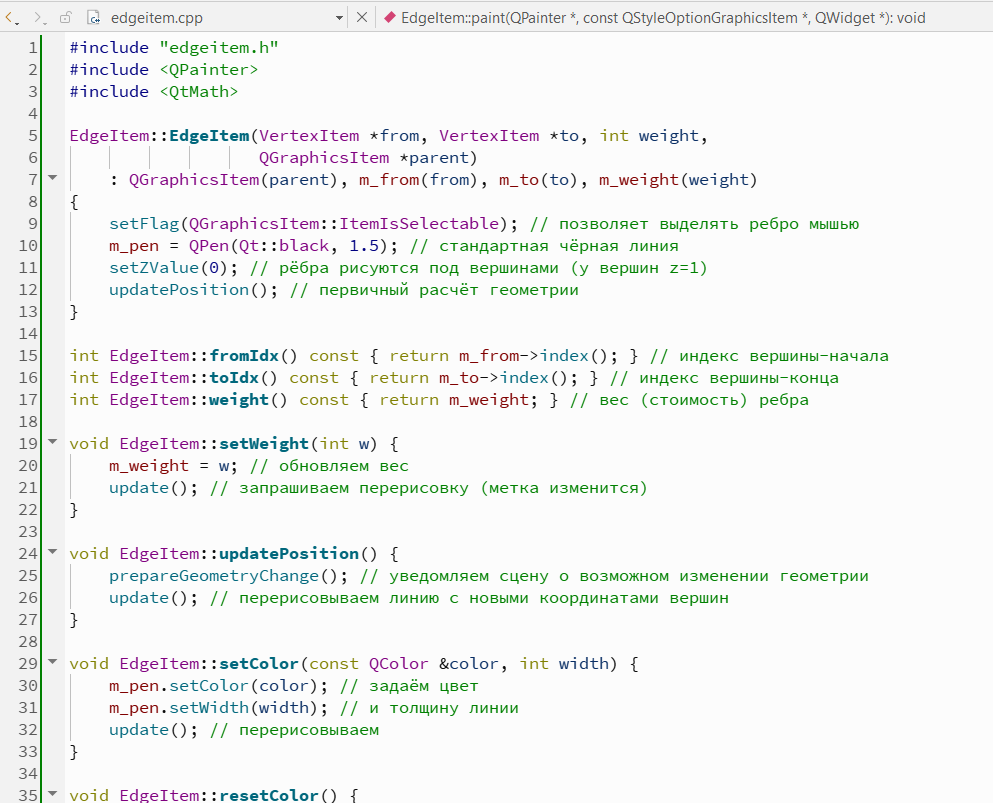 edgeitem.cpp
EdgeItem::paint(QPainter *, const QStyleOptionGraphicsItem *, QWidget *): void
1 #include "edgeitem.h"
2 #include <QPainter>
3 #include <QtMath>
4
5 EdgeItem::EdgeItem(VertexItem *from, VertexItem *to, int weight,
6                    QGraphicsItem *parent)
7     : QGraphicsItem(parent), m_from(from), m_to(to), m_weight(weight)
8 {
9     setFlag(QGraphicsItem::ItemIsSelectable); // позволяет выделять ребро мышью
10     m_pen = QPen(Qt::black, 1.5); // стандартная чёрная линия
11     setZValue(0); // рёбра рисуются под вершинами (у вершин z=1)
12     updatePosition(); // первичный расчёт геометрии
13 }
14
15 int EdgeItem::fromIdx() const { return m_from->index(); } // индекс вершины-начала
16 int EdgeItem::toIdx() const { return m_to->index(); } // индекс вершины-конца
17 int EdgeItem::weight() const { return m_weight; } // вес (стоимость) ребра
18
19 void EdgeItem::setWeight(int w) {
20     m_weight = w; // обновляем вес
21     update(); // запрашиваем перерисовку (метка изменится)
22 }
23
24 void EdgeItem::updatePosition() {
25     prepareGeometryChange(); // уведомляем сцену о возможном изменении геометрии
26     update(); // перерисовываем линию с новыми координатами вершин
27 }
28
29 void EdgeItem::setColor(const QColor &color, int width) {
30     m_pen.setColor(color); // задаём цвет
31     m_pen.setWidth(width); // и толщину линии
32     update(); // перерисовываем
33 }
34
35 void EdgeItem::resetColor() {